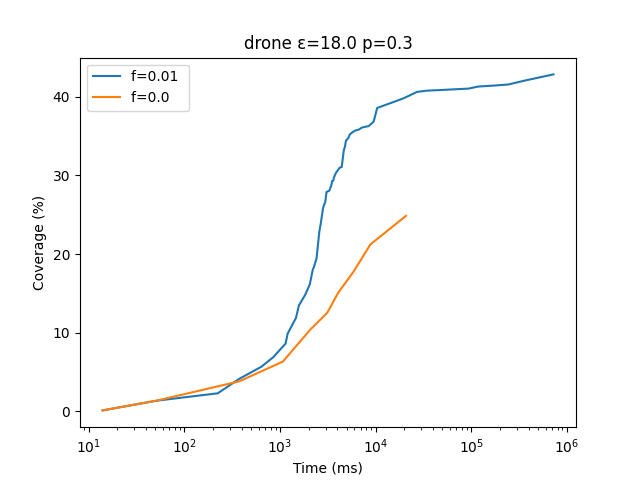 drone ε=18.0 p=0.3
f=0.01
f=0.0
Coverage (%)
40
30
20
10
0
10¹ 10² 10³ 10⁴ 10⁵ 10⁶
Time (ms)